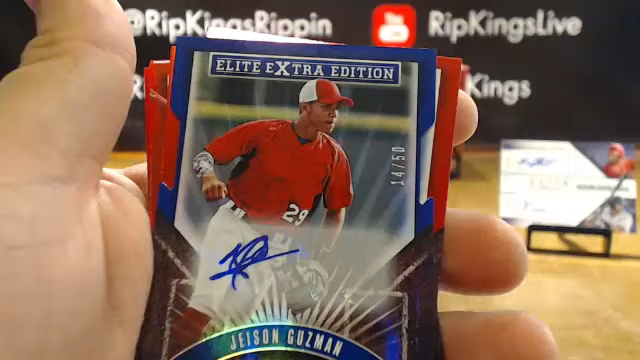 @RipKingsRippin
RipKingsLive
Kings
ELITE EXTRA EDITION
14/50
29
JEISON GUZMAN